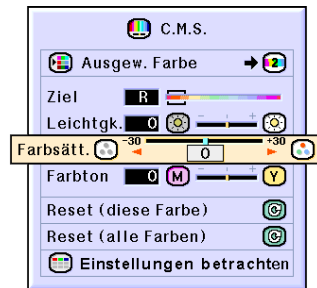 C.M.S.
Ausgew. Farbe 2
Ziel R
Leichtgk. 0
Farbsätt. -30 0 +30
Farbton 0 M Y
Reset (diese Farbe)
Reset (alle Farben)
Einstellungen betrachten